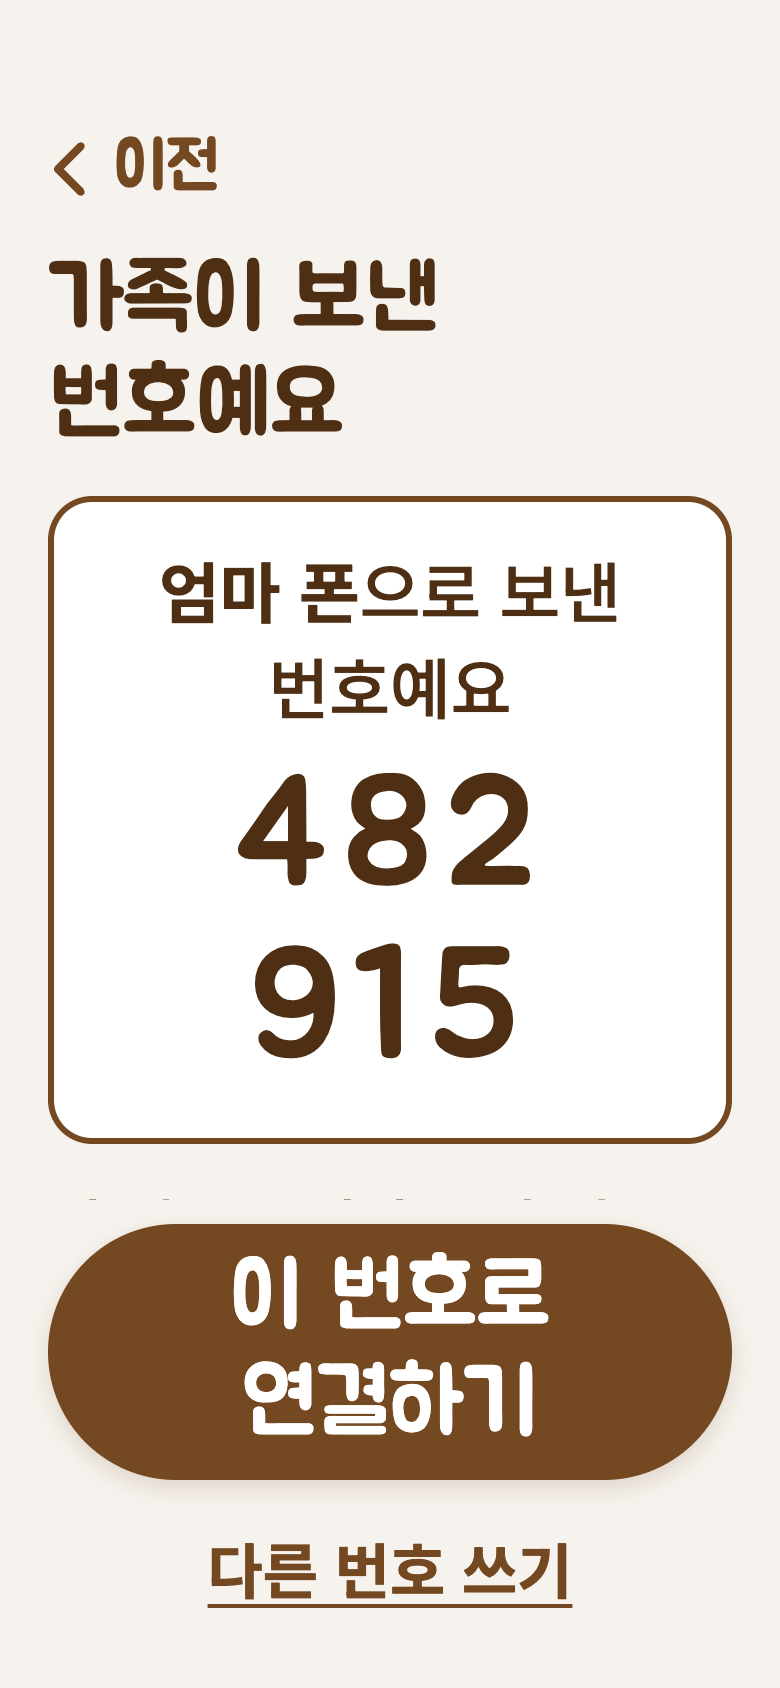 이전
가족이 보낸
번호예요
엄마 폰으로 보낸
번호예요
482
915
이 번호로
연결하기
다른 번호 쓰기